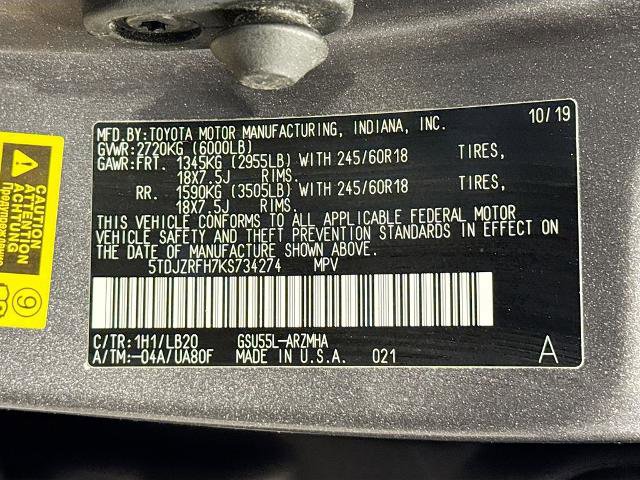 MFD.BY:TOYOTA MOTOR MANUFACTURING, INDIANA, INC. 10/19
GVWR:2720KG (6000LB)
GAWR:FRT. 1345KG (2955LB) WITH 245/60R18 TIRES,
18X7.5J RIMS.
RR. 1590KG (3505LB) WITH 245/60R18 TIRES,
18X7.5J RIMS.
THIS VEHICLE CONFORMS TO ALL APPLICABLE FEDERAL MOTOR
VEHICLE SAFETY AND THEFT PREVENTION STANDARDS IN EFFECT ON
THE DATE OF MANUFACTURE SHOWN ABOVE.
5TDJZRFH7KS734274 MPV
C/TR:1H1/LB20 GSU55L-ARZMHA
A/TM:-04A/UA80F MADE IN U.S.A. 021 A
CAUTION
ATTENTION
ACHTUNG
9